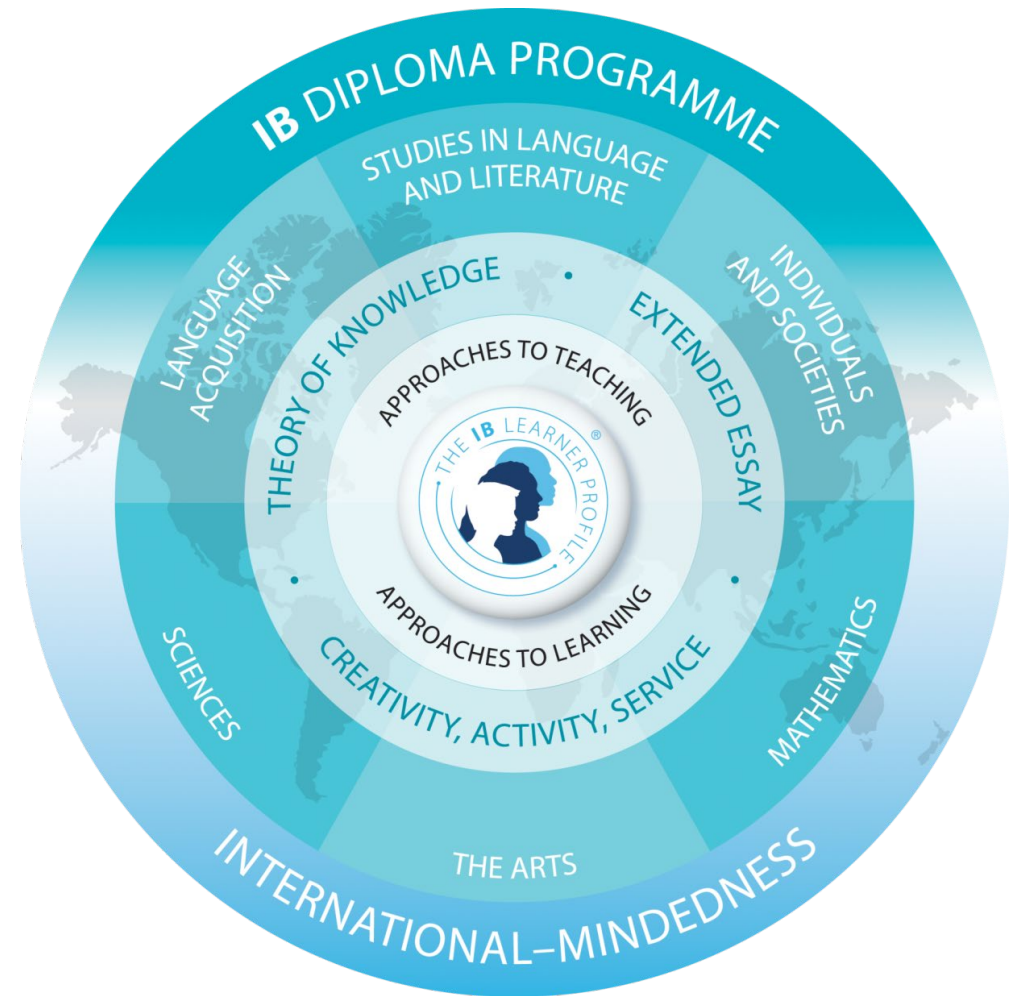 IB DIPLOMA PROGRAMME
STUDIES IN LANGUAGE
AND LITERATURE
LANGUAGE
ACQUISITION
INDIVIDUALS
AND SOCIETIES
THEORY OF KNOWLEDGE
•
EXTENDED ESSAY
APPROACHES TO TEACHING
THE IB LEARNER PROFILE ®
APPROACHES TO LEARNING
•
CREATIVITY, ACTIVITY, SERVICE
•
SCIENCES
MATHEMATICS
THE ARTS
INTERNATIONAL–MINDEDNESS